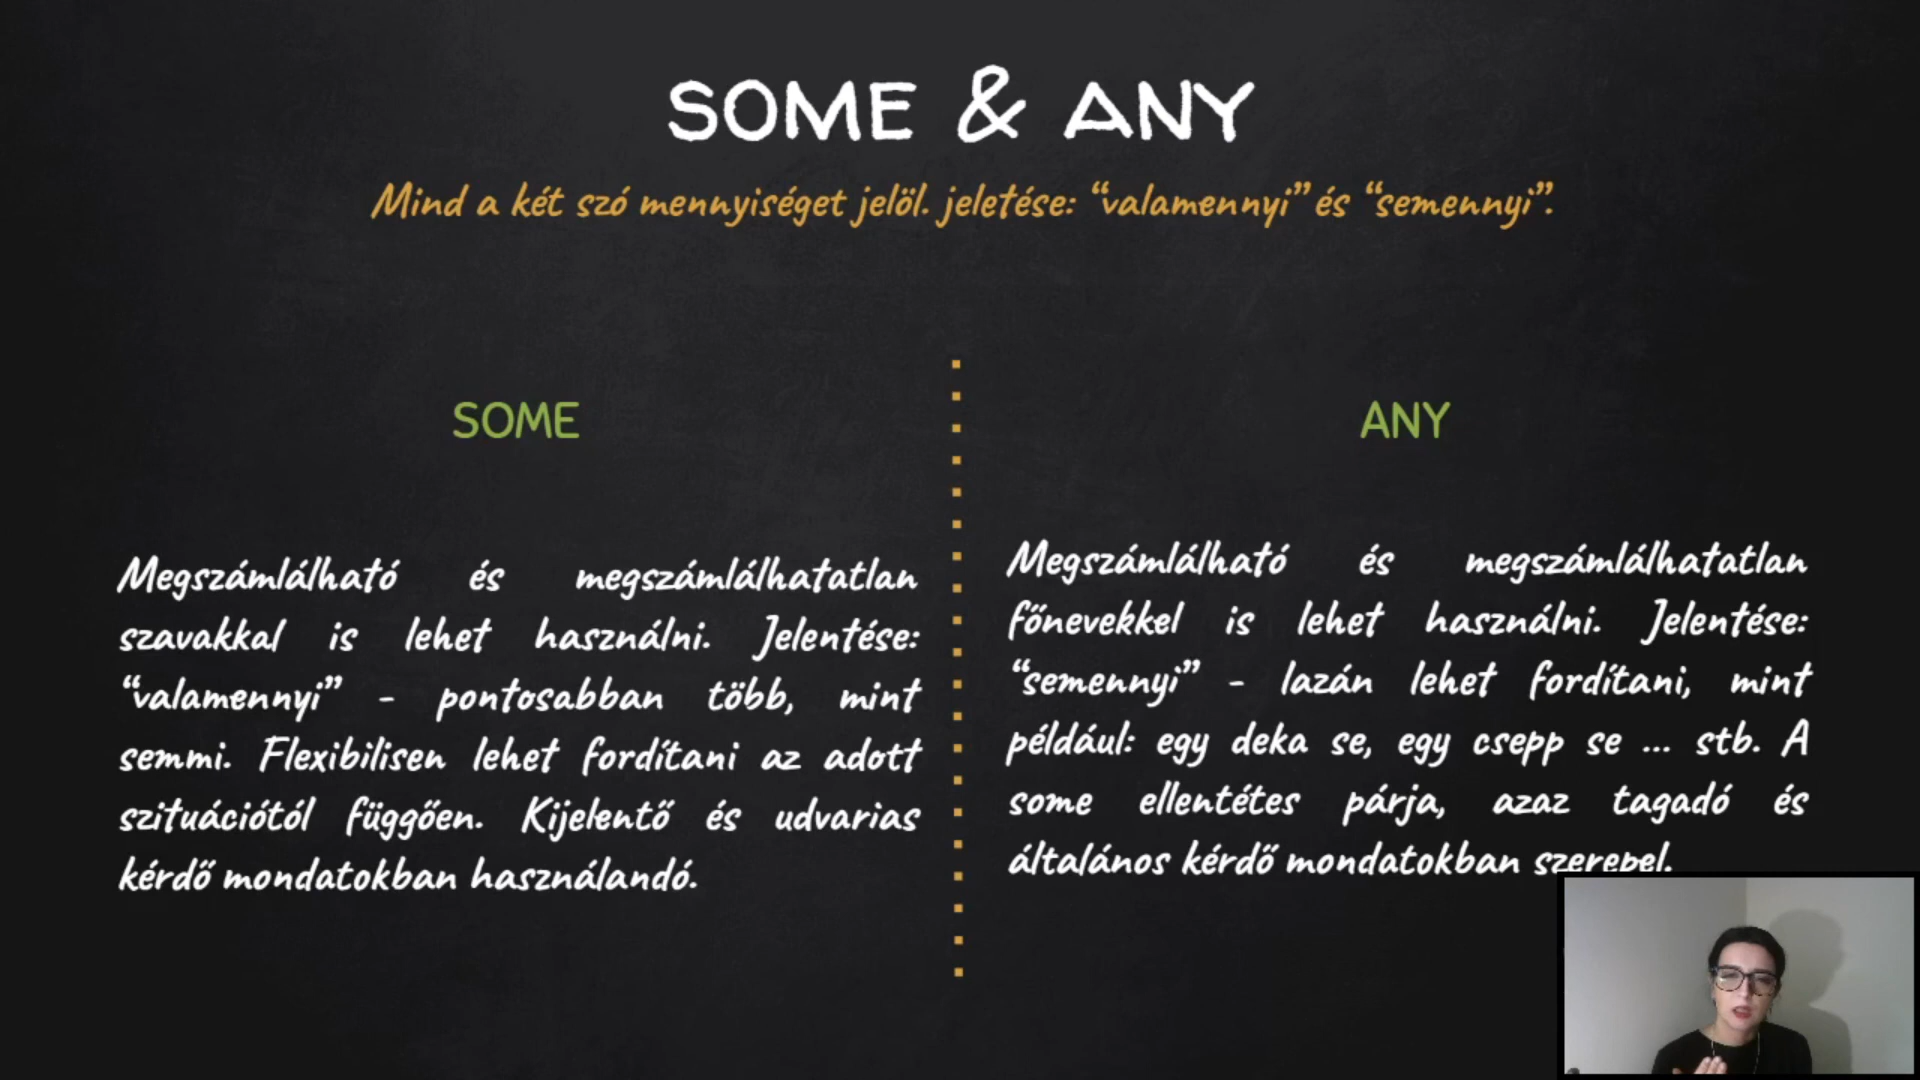 SOME & ANY
Mind a két szó mennyiséget jelöl. jeletése: “valamennyi” és “semennyi”.
SOME
Megszámlálható és megszámlálhatatlan
szavakkal is lehet használni. Jelentése:
“valamennyi” - pontosabban több, mint
semmi. Flexibilisen lehet fordítani az adott
szituációtól függően. Kijelentő és udvarias
kérdő mondatokban használandó.
ANY
Megszámlálható és megszámlálhatatlan
főnevekkel is lehet használni. Jelentése:
“semennyi” - lazán lehet fordítani, mint
például: egy deka se, egy csepp se ... stb. A
some ellentétes párja, azaz tagadó és
általános kérdő mondatokban szerepel.